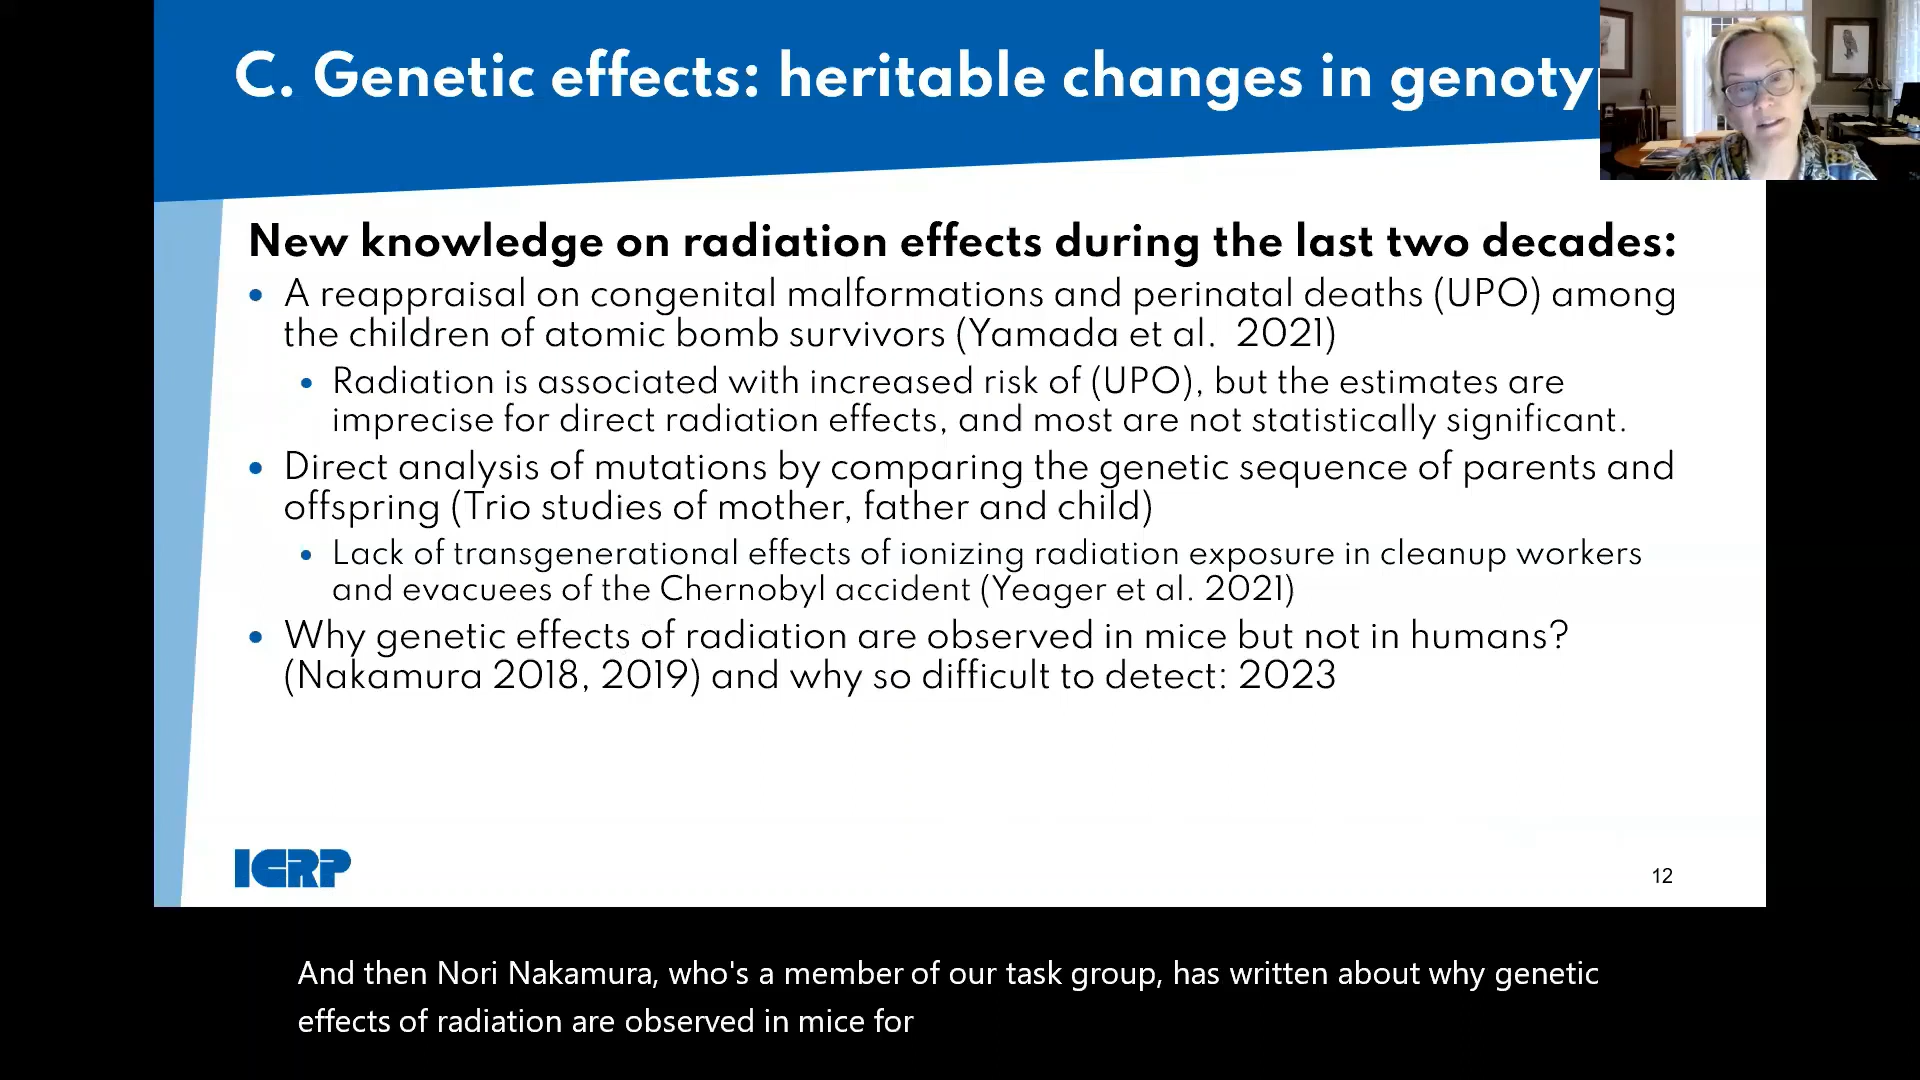 C. Genetic effects: heritable changes in genoty
New knowledge on radiation effects during the last two decades:
• A reappraisal on congenital malformations and perinatal deaths (UPO) among
the children of atomic bomb survivors (Yamada et al. 2021)
• Radiation is associated with increased risk of (UPO), but the estimates are
imprecise for direct radiation effects, and most are not statistically significant.
• Direct analysis of mutations by comparing the genetic sequence of parents and
offspring (Trio studies of mother, father and child)
• Lack of transgenerational effects of ionizing radiation exposure in cleanup workers
and evacuees of the Chernobyl accident (Yeager et al. 2021)
• Why genetic effects of radiation are observed in mice but not in humans?
(Nakamura 2018, 2019) and why so difficult to detect: 2023
ICRP
12
And then Nori Nakamura, who's a member of our task group, has written about why genetic
effects of radiation are observed in mice for